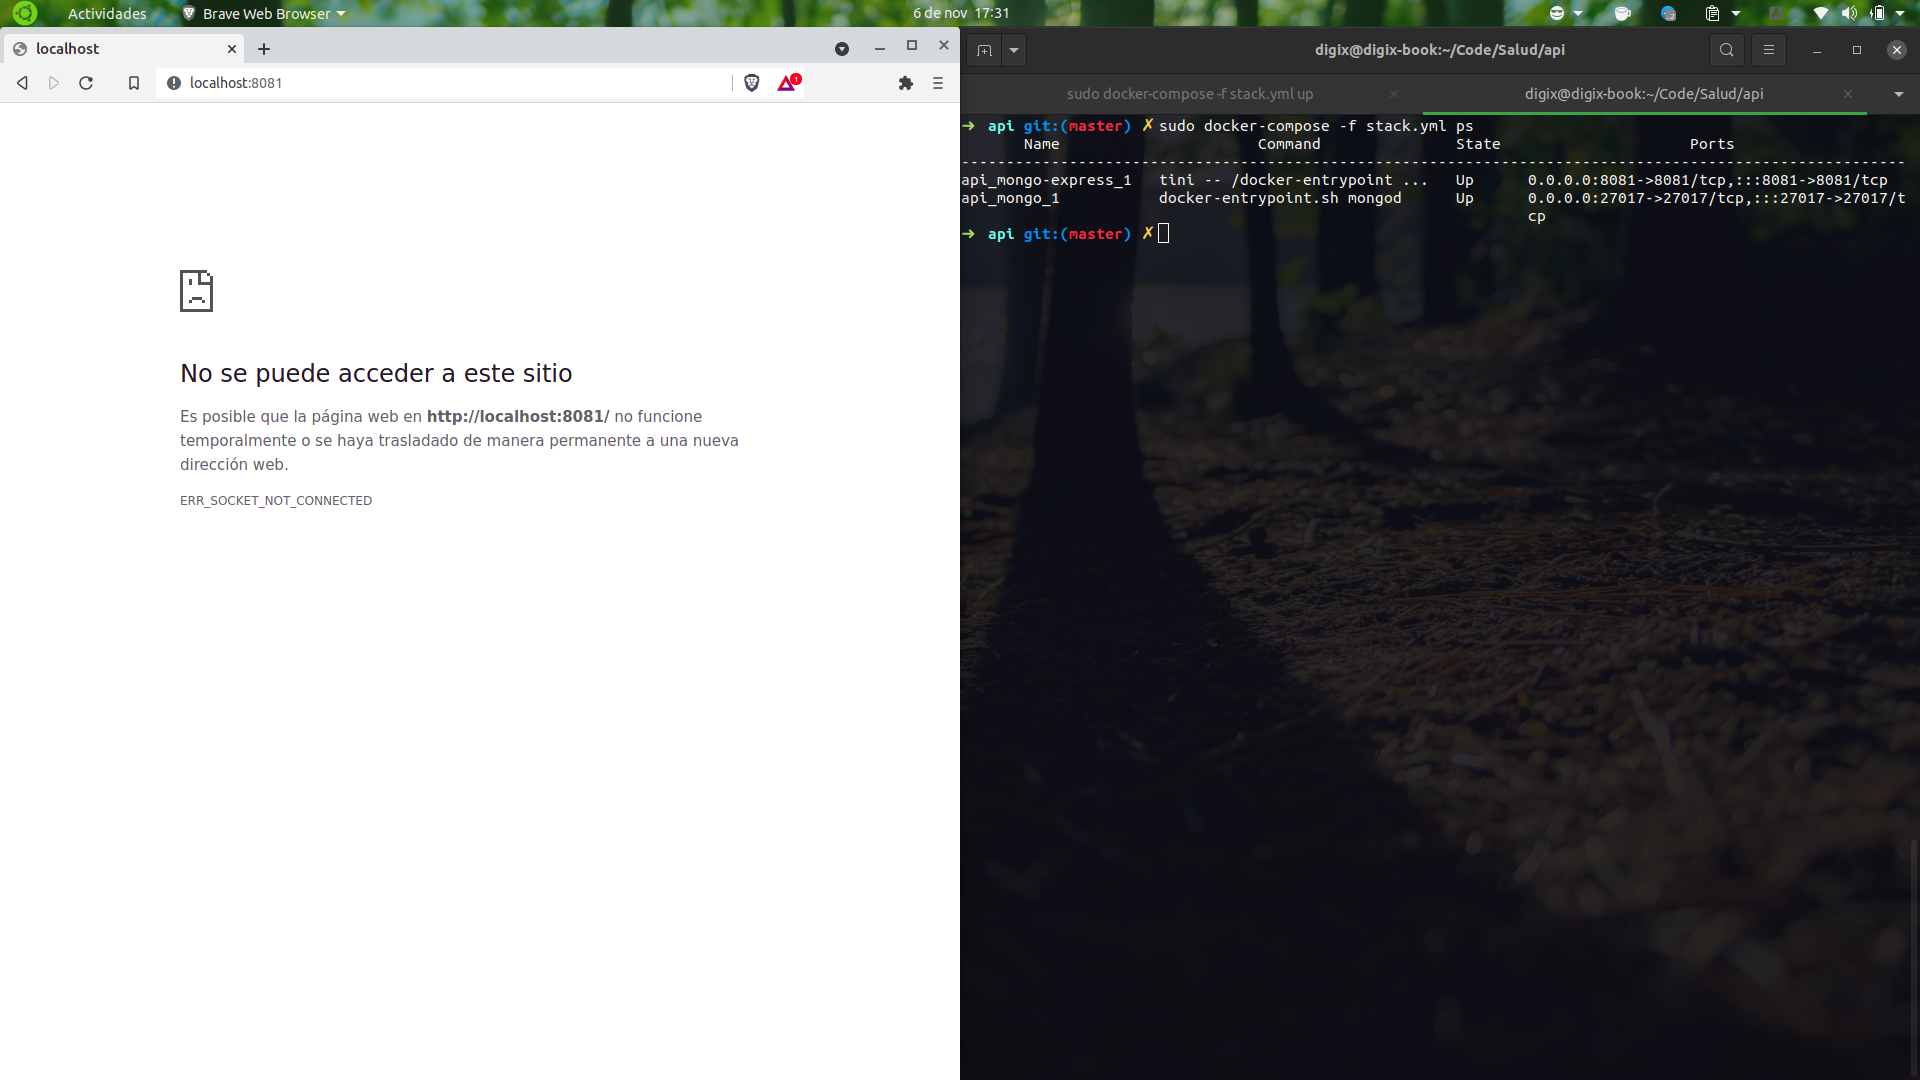 Actividades
Brave Web Browser
6 de nov 17:31
localhost
localhost:8081
1
No se puede acceder a este sitio
Es posible que la página web en http://localhost:8081/ no funcione
temporalmente o se haya trasladado de manera permanente a una nueva
dirección web.
ERR_SOCKET_NOT_CONNECTED
digix@digix-book:~/Code/Salud/api
sudo docker-compose -f stack.yml up
digix@digix-book:~/Code/Salud/api
➜ api git:(master) ✗ sudo docker-compose -f stack.yml ps
Name Command State Ports
---------------------------------------------------------------------------------------------------------
api_mongo-express_1 tini -- /docker-entrypoint ... Up 0.0.0.0:8081->8081/tcp,:::8081->8081/tcp
api_mongo_1 docker-entrypoint.sh mongod Up 0.0.0.0:27017->27017/tcp,:::27017->27017/t
cp
➜ api git:(master) ✗